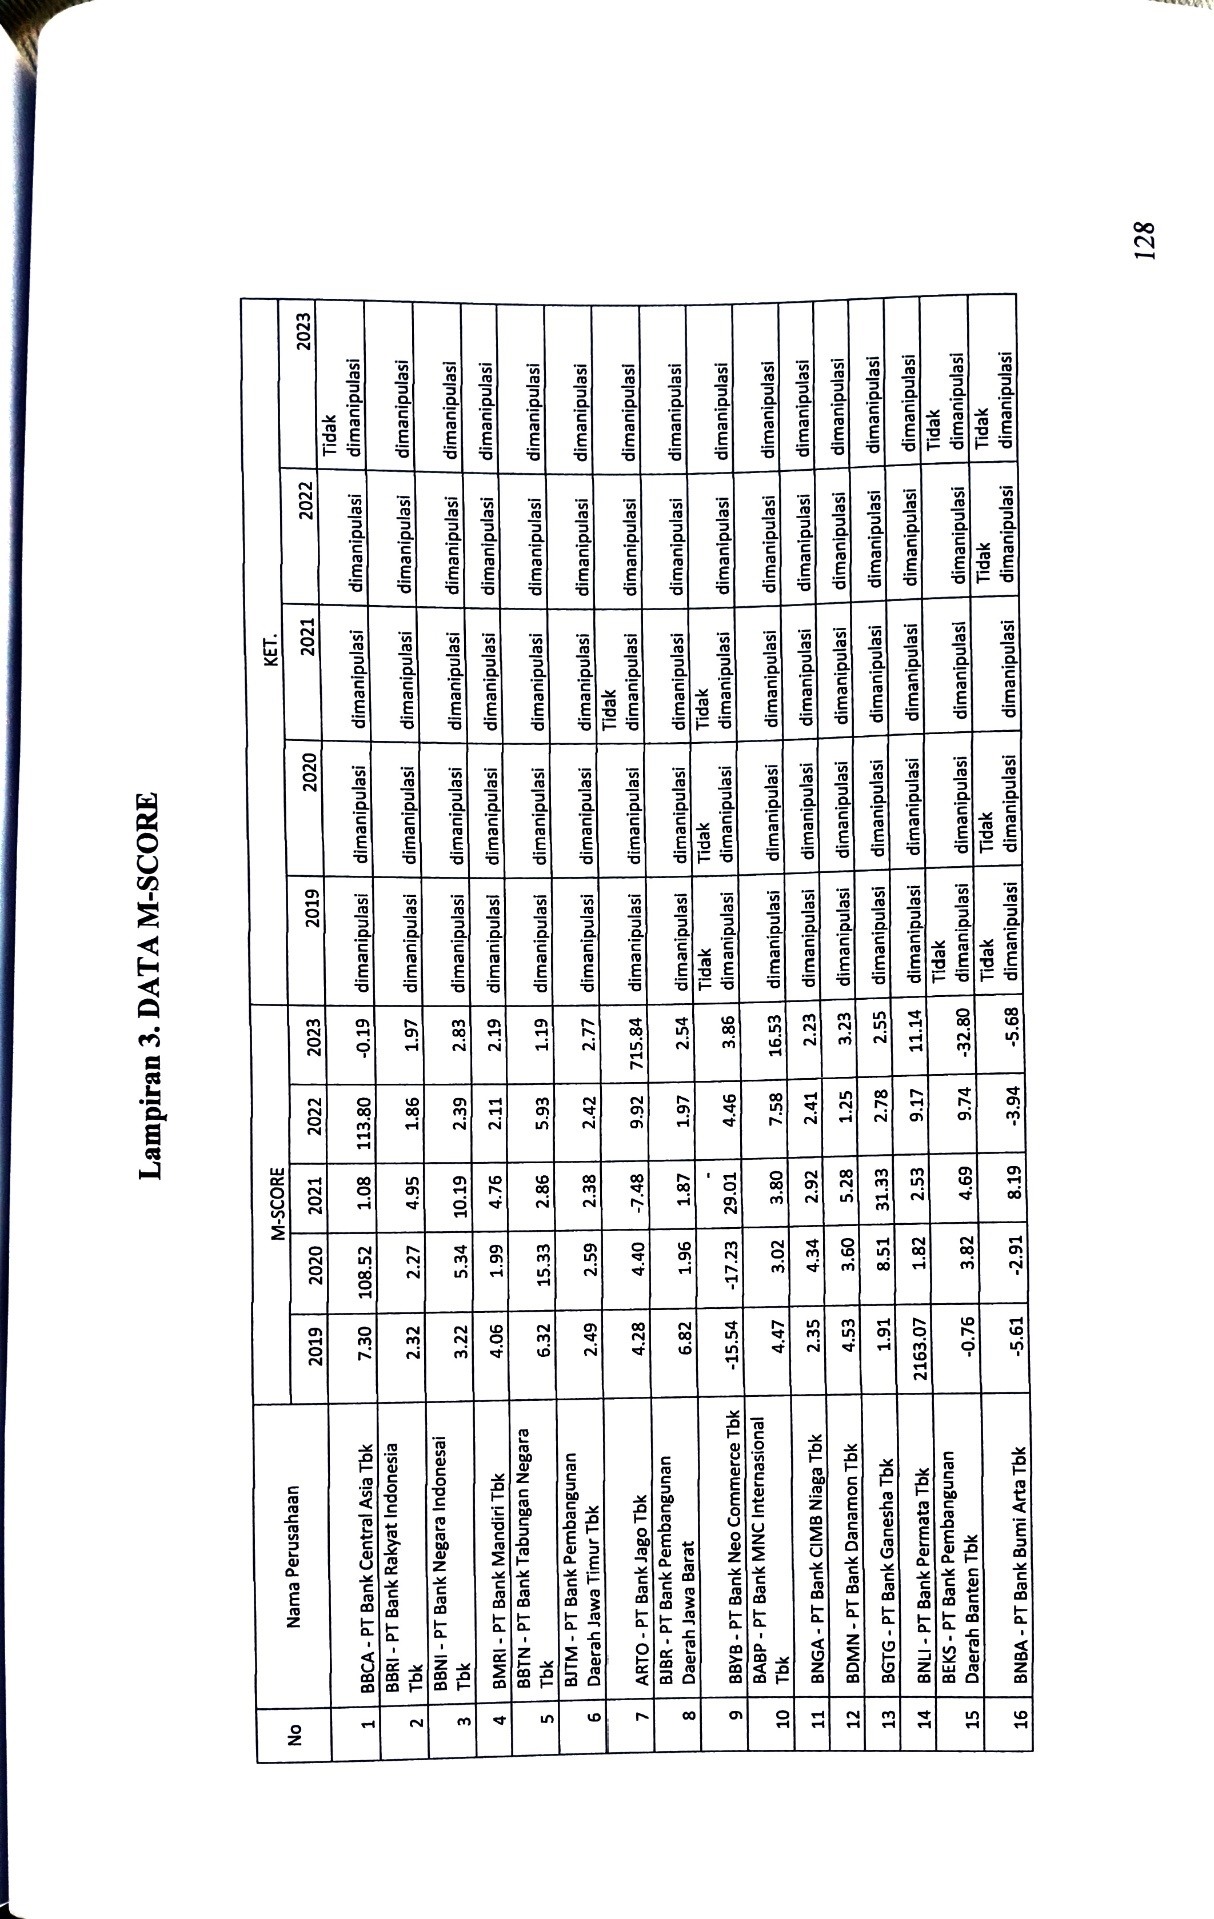 Lampiran 3. DATA M-SCORE
No Nama Perusahaan M-SCORE KET.
2019 2020 2021 2022 2023 2019 2020 2021 2022 2023
1 BBCA - PT Bank Central Asia Tbk 7.30 108.52 1.08 113.80 -0.19 dimanipulasi dimanipulasi dimanipulasi dimanipulasi Tidak dimanipulasi
2 BBRI - PT Bank Rakyat Indonesia Tbk 2.32 2.27 4.95 1.86 1.97 dimanipulasi dimanipulasi dimanipulasi dimanipulasi dimanipulasi
3 BBNI - PT Bank Negara Indonesai Tbk 3.22 5.34 10.19 2.39 2.83 dimanipulasi dimanipulasi dimanipulasi dimanipulasi dimanipulasi
4 BMRI - PT Bank Mandiri Tbk 4.06 1.99 4.76 2.11 2.19 dimanipulasi dimanipulasi dimanipulasi dimanipulasi dimanipulasi
5 BBTN - PT Bank Tabungan Negara Tbk 6.32 15.33 2.86 5.93 1.19 dimanipulasi dimanipulasi dimanipulasi dimanipulasi dimanipulasi
6 BJTM - PT Bank Pembangunan Daerah Jawa Timur Tbk 2.49 2.59 2.38 2.42 2.77 dimanipulasi dimanipulasi dimanipulasi dimanipulasi dimanipulasi
7 ARTO - PT Bank Jago Tbk 4.28 4.40 -7.48 9.92 715.84 dimanipulasi dimanipulasi Tidak dimanipulasi dimanipulasi dimanipulasi
8 BJBR - PT Bank Pembangunan Daerah Jawa Barat 6.82 1.96 1.87 1.97 2.54 dimanipulasi dimanipulasi dimanipulasi dimanipulasi dimanipulasi
9 BBYB - PT Bank Neo Commerce Tbk -15.54 -17.23 -29.01 4.46 3.86 Tidak dimanipulasi Tidak dimanipulasi Tidak dimanipulasi dimanipulasi dimanipulasi
10 BABP - PT Bank MNC Internasional Tbk 4.47 3.02 3.80 7.58 16.53 dimanipulasi dimanipulasi dimanipulasi dimanipulasi dimanipulasi
11 BNGA - PT Bank CIMB Niaga Tbk 2.35 4.34 2.92 2.41 2.23 dimanipulasi dimanipulasi dimanipulasi dimanipulasi dimanipulasi
12 BDMN - PT Bank Danamon Tbk 4.53 3.60 5.28 1.25 3.23 dimanipulasi dimanipulasi dimanipulasi dimanipulasi dimanipulasi
13 BGTG - PT Bank Ganesha Tbk 1.91 8.51 31.33 2.78 2.55 dimanipulasi dimanipulasi dimanipulasi dimanipulasi dimanipulasi
14 BNLI - PT Bank Permata Tbk 2163.07 1.82 2.53 9.17 11.14 dimanipulasi dimanipulasi dimanipulasi dimanipulasi dimanipulasi
15 BEKS - PT Bank Pembangunan Daerah Banten Tbk -0.76 3.82 4.69 9.74 -32.80 Tidak dimanipulasi dimanipulasi dimanipulasi dimanipulasi Tidak dimanipulasi
16 BNBA - PT Bank Bumi Arta Tbk -5.61 -2.91 8.19 -3.94 -5.68 Tidak dimanipulasi Tidak dimanipulasi dimanipulasi Tidak dimanipulasi Tidak dimanipulasi
128